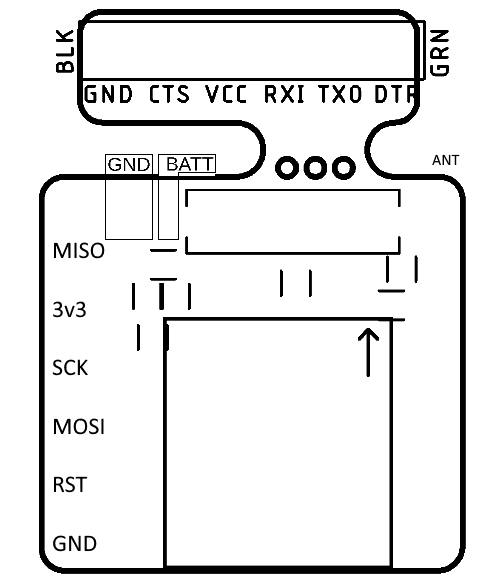 BLK
GRN
GND CTS VCC RXI TXO DTR
GND BATT
ANT
MISO
3v3
SCK
MOSI
RST
GND